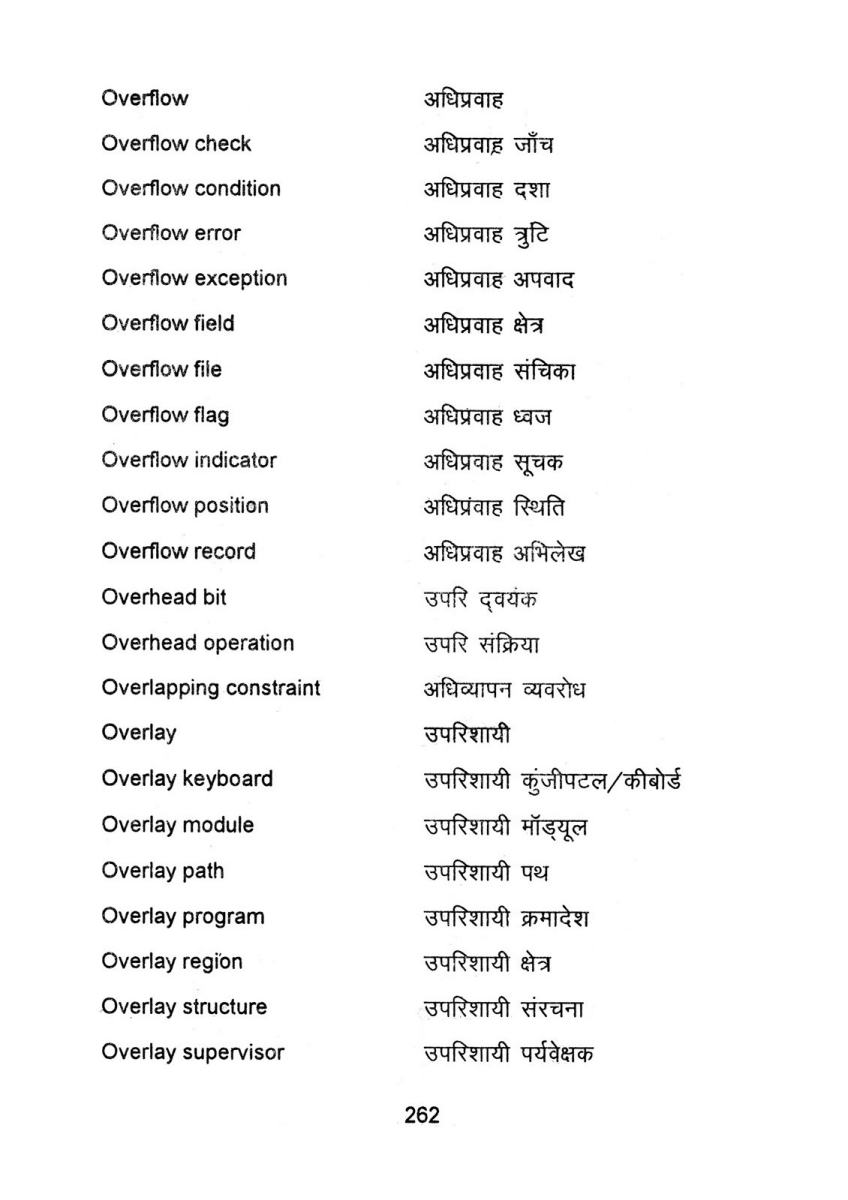 Overflow अधिप्रवाह
Overflow check अधिप्रवाह जाँच
Overflow condition अधिप्रवाह दशा
Overflow error अधिप्रवाह त्रुटि
Overflow exception अधिप्रवाह अपवाद
Overflow field अधिप्रवाह क्षेत्र
Overflow file अधिप्रवाह संचिका
Overflow flag अधिप्रवाह ध्वज
Overflow indicator अधिप्रवाह सूचक
Overflow position अधिप्रवाह स्थिति
Overflow record अधिप्रवाह अभिलेख
Overhead bit उपरि द्वयंक
Overhead operation उपरि संक्रिया
Overlapping constraint अधिव्यापन व्यवरोध
Overlay उपरिशायी
Overlay keyboard उपरिशायी कुंजीपटल/कीबोर्ड
Overlay module उपरिशायी मॉड्यूल
Overlay path उपरिशायी पथ
Overlay program उपरिशायी क्रमादेश
Overlay region उपरिशायी क्षेत्र
Overlay structure उपरिशायी संरचना
Overlay supervisor उपरिशायी पर्यवेक्षक
262